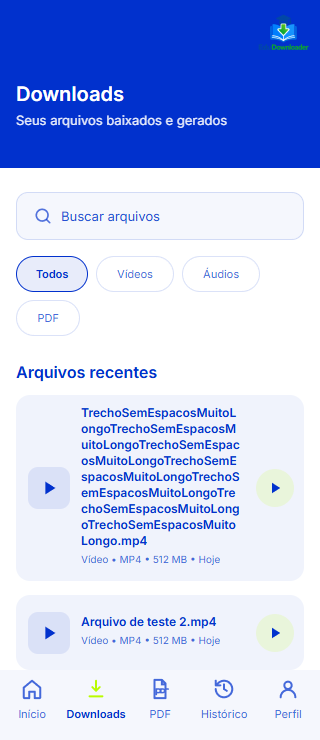 Downloader
Downloads
Seus arquivos baixados e gerados
Buscar arquivos
Todos
Vídeos
Áudios
PDF
Arquivos recentes
TrechoSemEspacosMuitoL
ongoTrechoSemEspacosM
uitoLongoTrechoSemEspac
osMuitoLongoTrechoSemE
spacosMuitoLongoTrechoS
emEspacosMuitoLongoTre
choSemEspacosMuitoLong
oTrechoSemEspacosMuito
Longo.mp4
Vídeo • MP4 • 512 MB • Hoje
Arquivo de teste 2.mp4
Vídeo • MP4 • 512 MB • Hoje
Início
Downloads
PDF
Histórico
Perfil